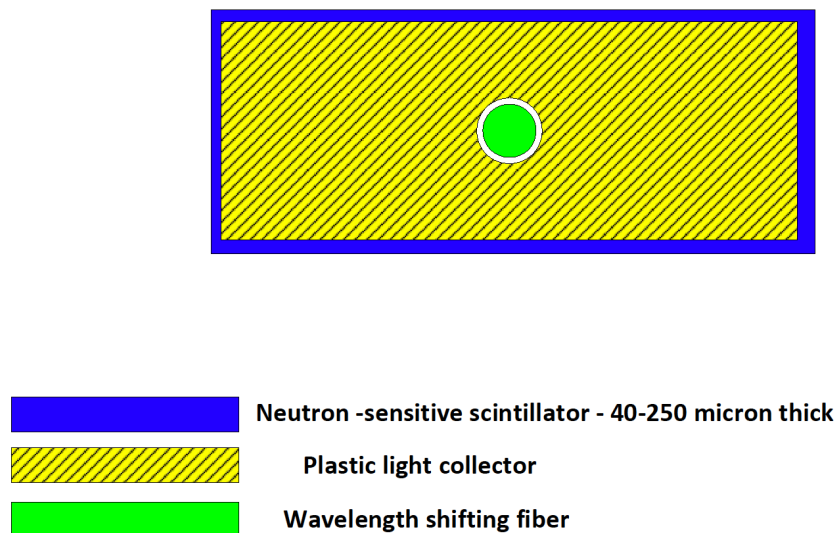 Neutron -sensitive scintillator - 40-250 micron thick
Plastic light collector
Wavelength shifting fiber